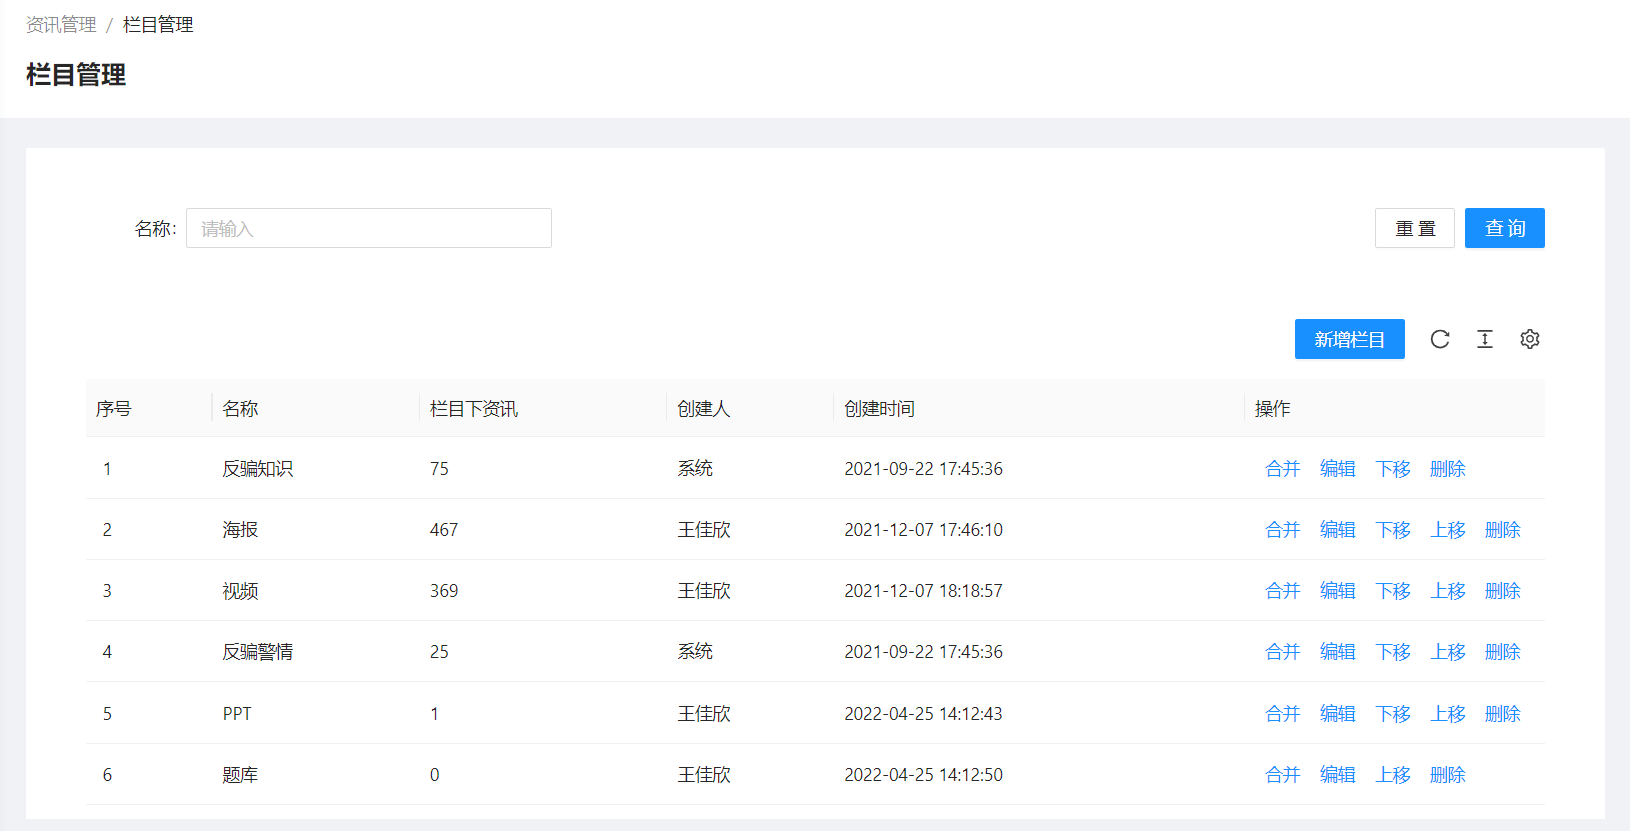 资讯管理 / 栏目管理
栏目管理
名称: 请输入 重置 查询
新增栏目
序号 名称 栏目下资讯 创建人 创建时间 操作
1 反骗知识 75 系统 2021-09-22 17:45:36 合并 编辑 下移 删除
2 海报 467 王佳欣 2021-12-07 17:46:10 合并 编辑 下移 上移 删除
3 视频 369 王佳欣 2021-12-07 18:18:57 合并 编辑 下移 上移 删除
4 反骗警情 25 系统 2021-09-22 17:45:36 合并 编辑 下移 上移 删除
5 PPT 1 王佳欣 2022-04-25 14:12:43 合并 编辑 下移 上移 删除
6 题库 0 王佳欣 2022-04-25 14:12:50 合并 编辑 上移 删除